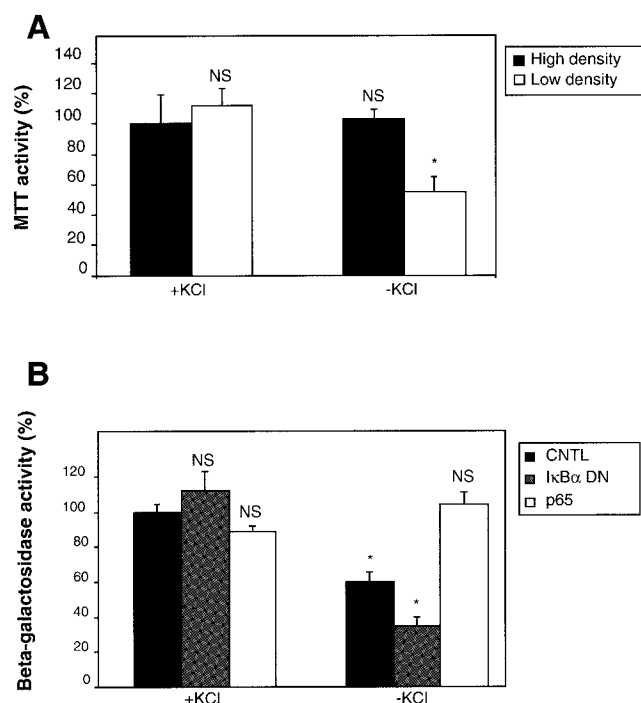 A
MTT activity (%)
140
120
100
80
60
40
20
0
NS
NS
*
+KCl
-KCl
High density
Low density
B
Beta-galactosidase activity (%)
120
100
80
60
40
20
0
NS
NS
*
*
NS
+KCl
-KCl
CNTL
IκBα DN
p65